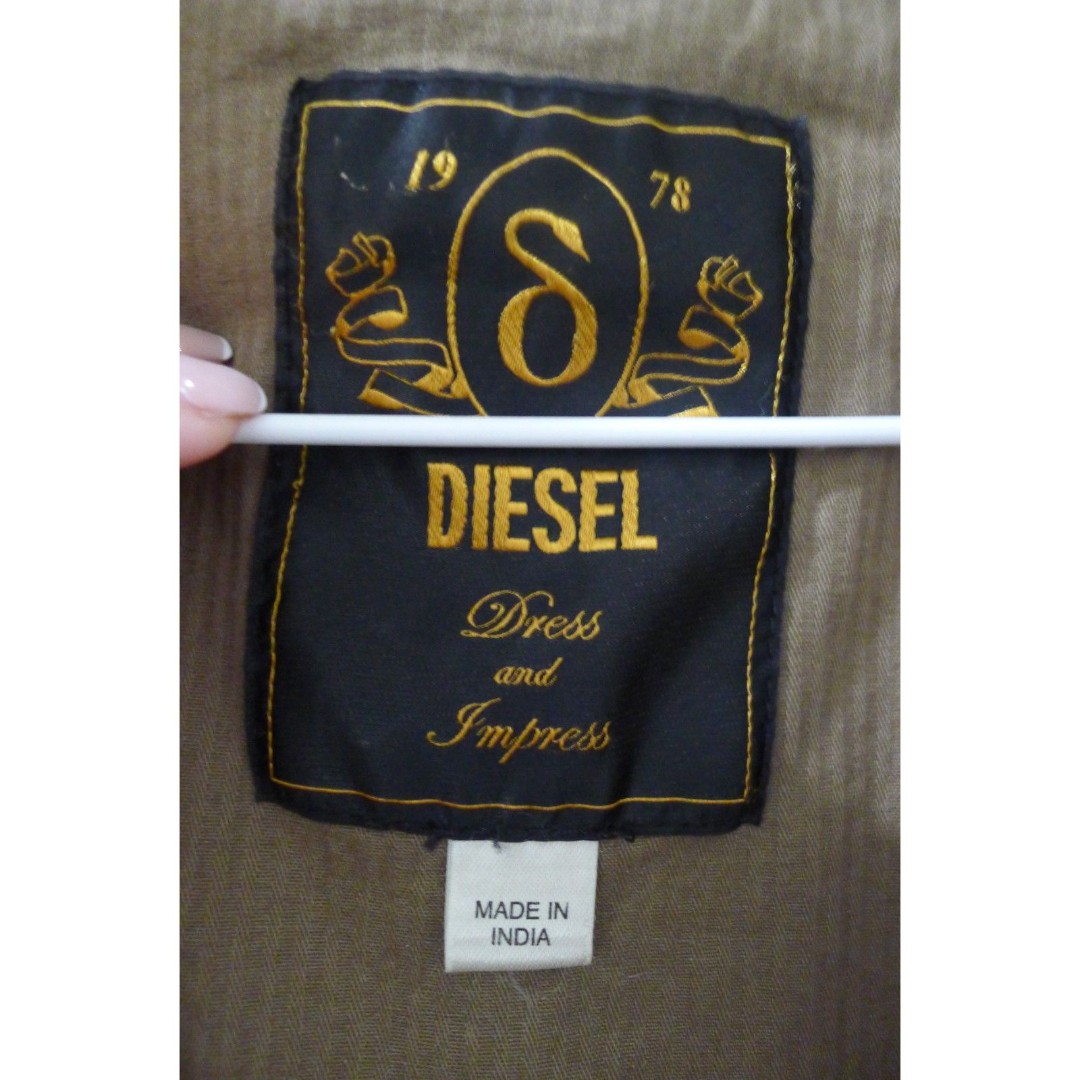 19 78
DIESEL
Dress
and
Impress
MADE IN
INDIA